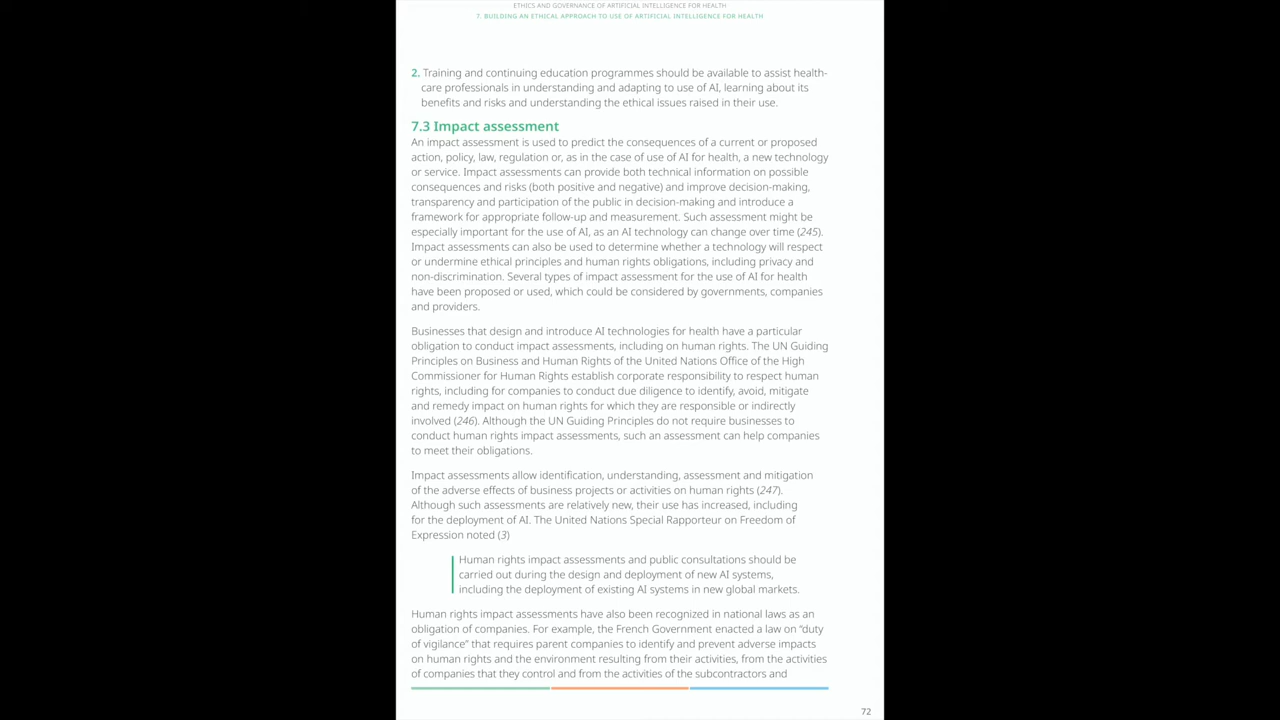 ETHICS AND GOVERNANCE OF ARTIFICIAL INTELLIGENCE FOR HEALTH
7. BUILDING AN ETHICAL APPROACH TO USE OF ARTIFICIAL INTELLIGENCE FOR HEALTH
2. Training and continuing education programmes should be available to assist health-
care professionals in understanding and adapting to use of AI, learning about its
benefits and risks and understanding the ethical issues raised in their use.
7.3 Impact assessment
An impact assessment is used to predict the consequences of a current or proposed
action, policy, law, regulation or, as in the case of use of AI for health, a new technology
or service. Impact assessments can provide both technical information on possible
consequences and risks (both positive and negative) and improve decision-making,
transparency and participation of the public in decision-making and introduce a
framework for appropriate follow-up and measurement. Such assessment might be
especially important for the use of AI, as an AI technology can change over time (245).
Impact assessments can also be used to determine whether a technology will respect
or undermine ethical principles and human rights obligations, including privacy and
non-discrimination. Several types of impact assessment for the use of AI for health
have been proposed or used, which could be considered by governments, companies
and providers.
Businesses that design and introduce AI technologies for health have a particular
obligation to conduct impact assessments, including on human rights. The UN Guiding
Principles on Business and Human Rights of the United Nations Office of the High
Commissioner for Human Rights establish corporate responsibility to respect human
rights, including for companies to conduct due diligence to identify, avoid, mitigate
and remedy impact on human rights for which they are responsible or indirectly
involved (246). Although the UN Guiding Principles do not require businesses to
conduct human rights impact assessments, such an assessment can help companies
to meet their obligations.
Impact assessments allow identification, understanding, assessment and mitigation
of the adverse effects of business projects or activities on human rights (247).
Although such assessments are relatively new, their use has increased, including
for the deployment of AI. The United Nations Special Rapporteur on Freedom of
Expression noted (3)
Human rights impact assessments and public consultations should be
carried out during the design and deployment of new AI systems,
including the deployment of existing AI systems in new global markets.
Human rights impact assessments have also been recognized in national laws as an
obligation of companies. For example, the French Government enacted a law on “duty
of vigilance” that requires parent companies to identify and prevent adverse impacts
on human rights and the environment resulting from their activities, from the activities
of companies that they control and from the activities of the subcontractors and
72